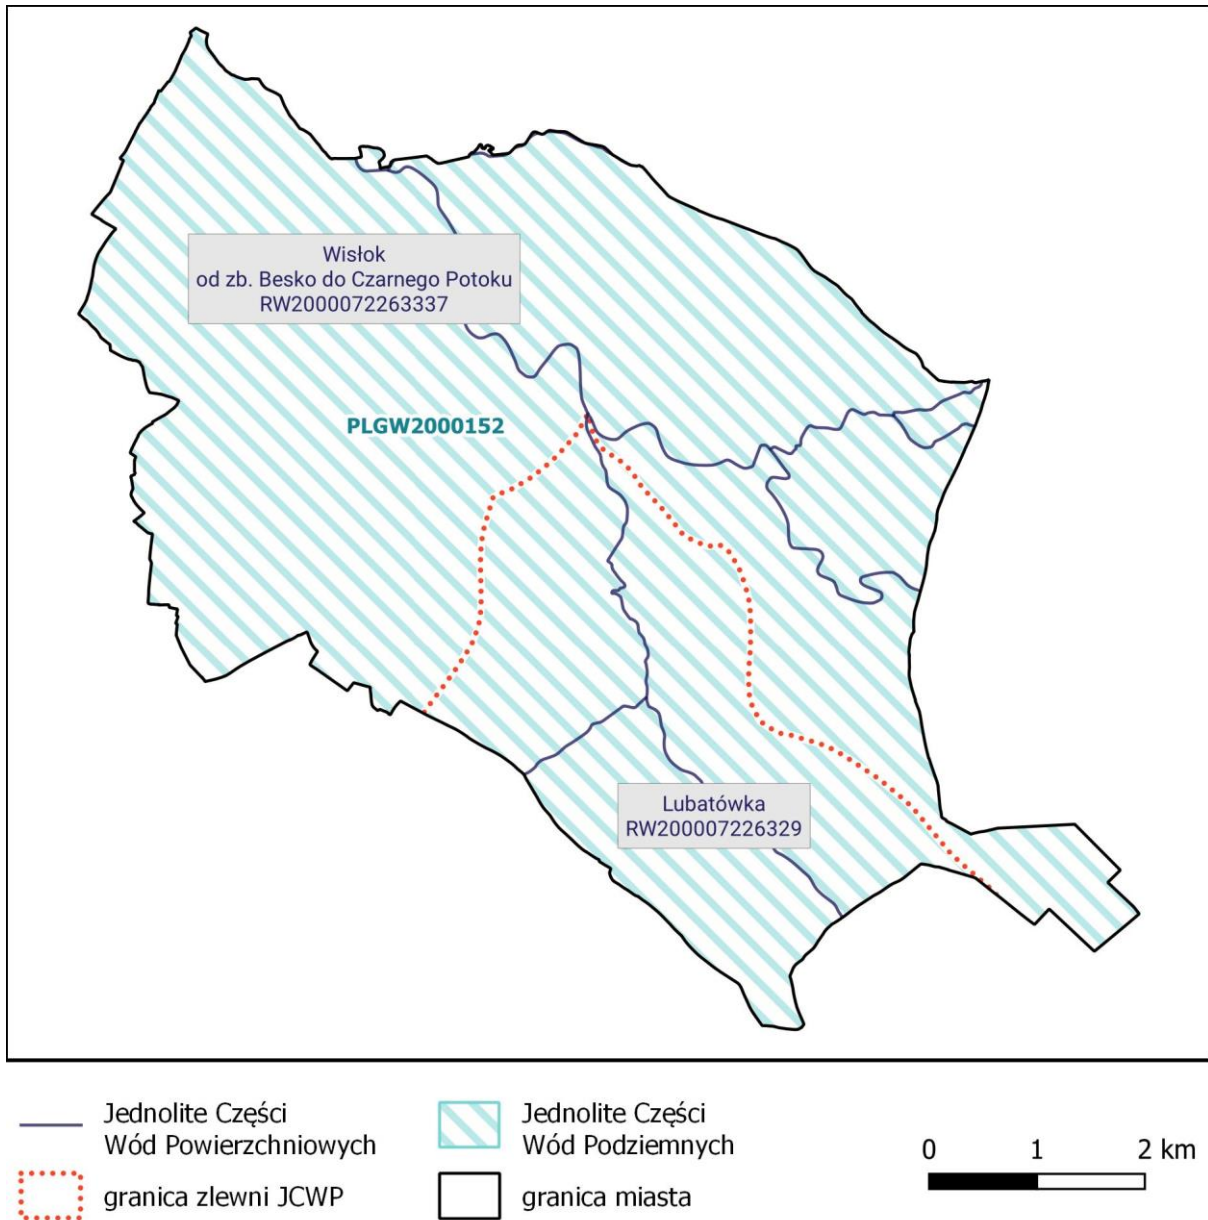 Wisłok
od zb. Besko do Czarnego Potoku
RW2000072263337
PLGW2000152
Lubatówka
RW200007226329
Jednolite Części
Wód Powierzchniowych
granica zlewni JCWP
Jednolite Części
Wód Podziemnych
granica miasta
0 1 2 km